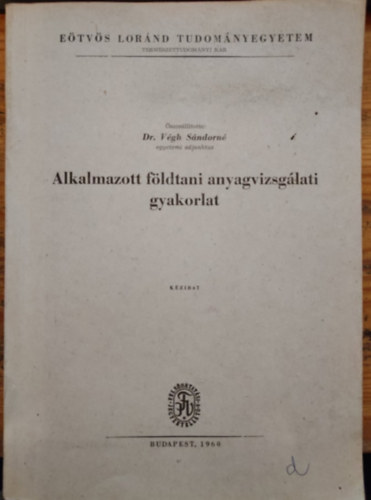 EÖTVÖS LORÁND TUDOMÁNYEGYETEM
TERMÉSZETTUDOMÁNYI KAR
Összeállította:
Dr. Végh Sándorné
egyetemi adjunktus
Alkalmazott földtani anyagvizsgálati
gyakorlat
KÉZIRAT
BUDAPEST, 1960
d